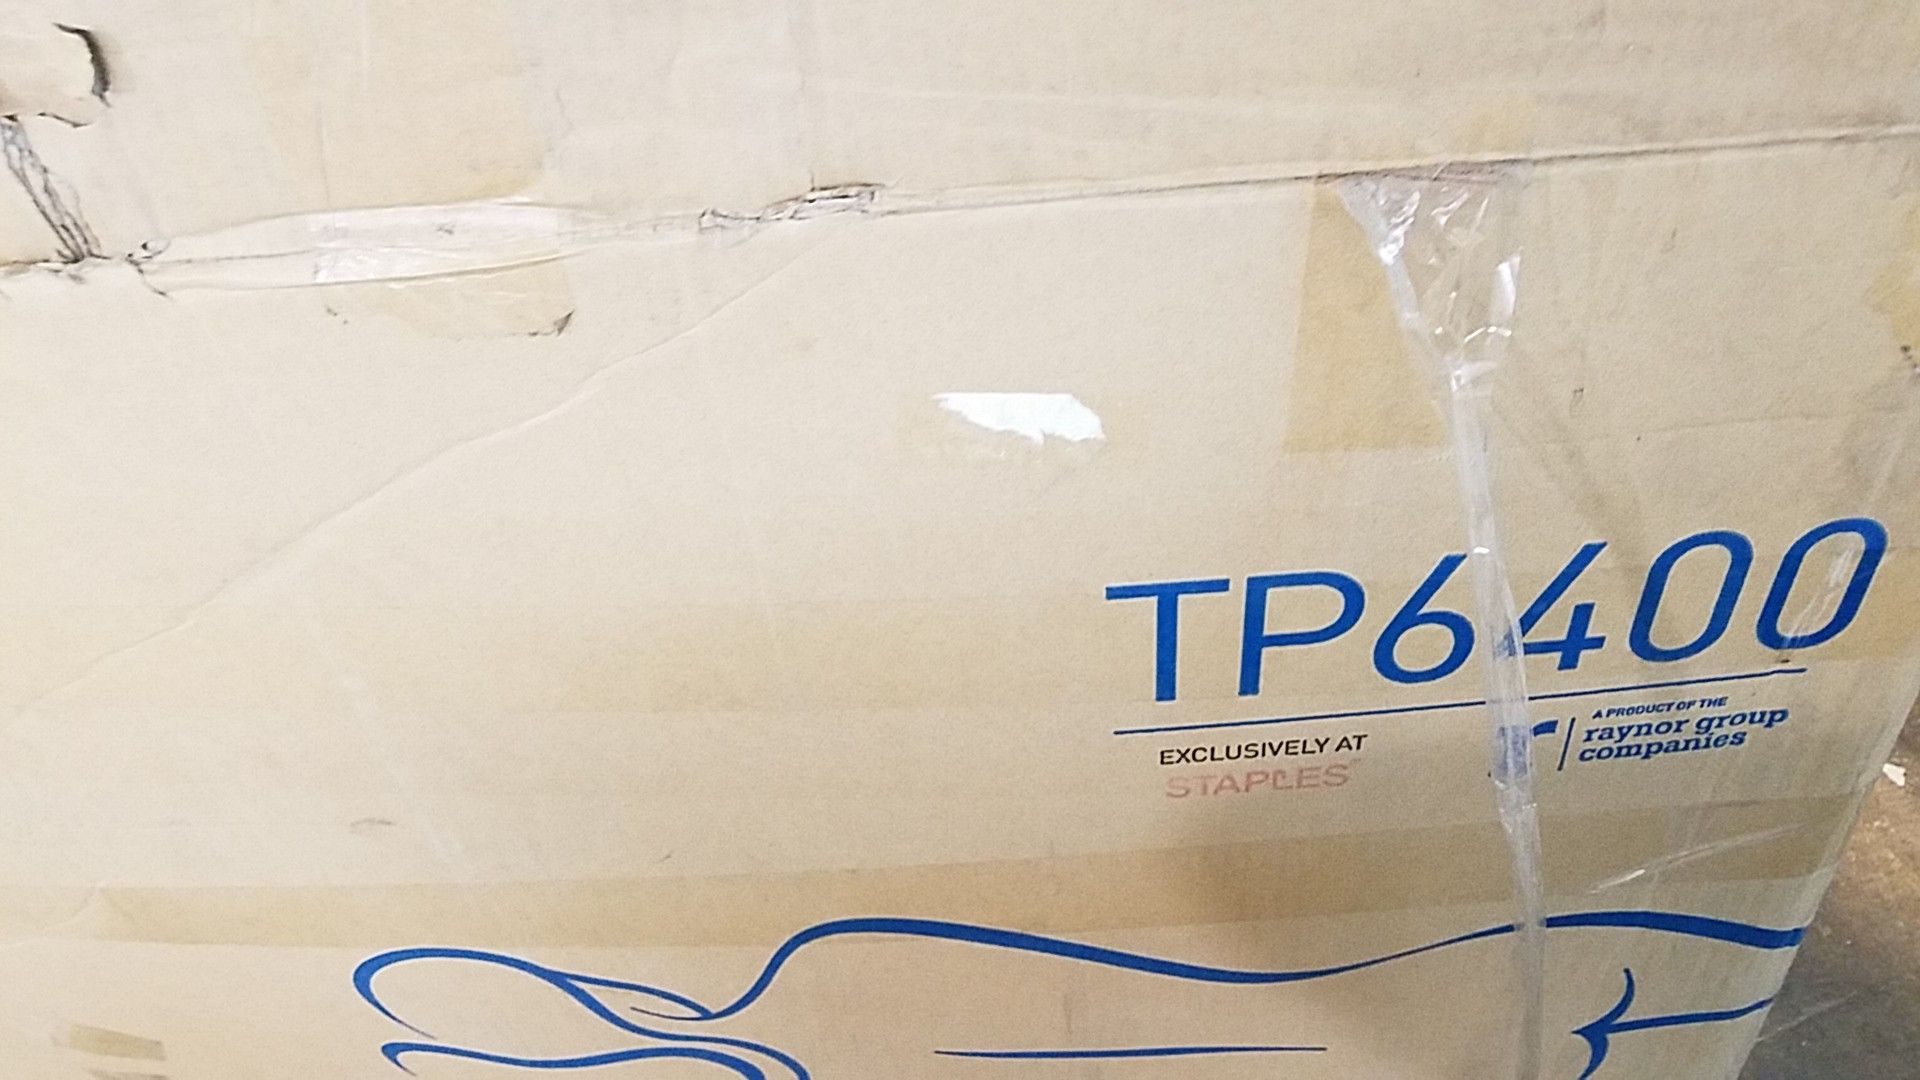 TP6400
EXCLUSIVELY AT
STAPLES
A PRODUCT OF THE
raynor group
companies